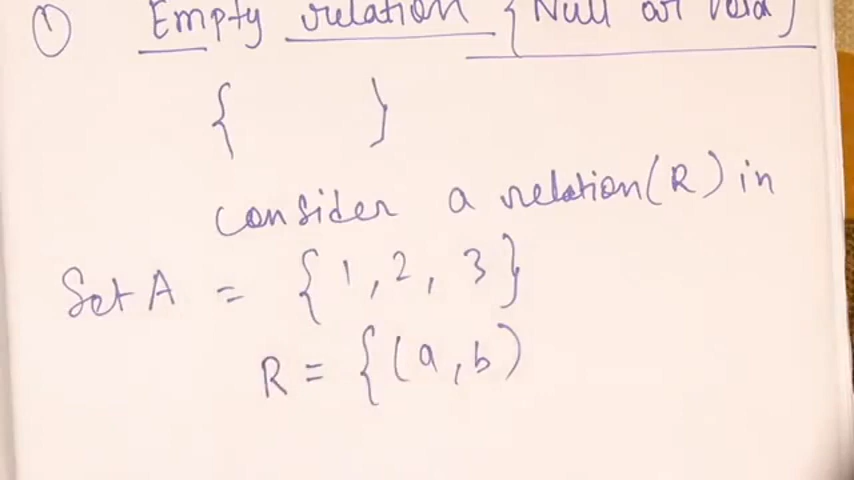 ① Empty relation {Null or Void}
{ }
consider a relation(R) in
Set A = {1, 2, 3}
R = {(a, b)